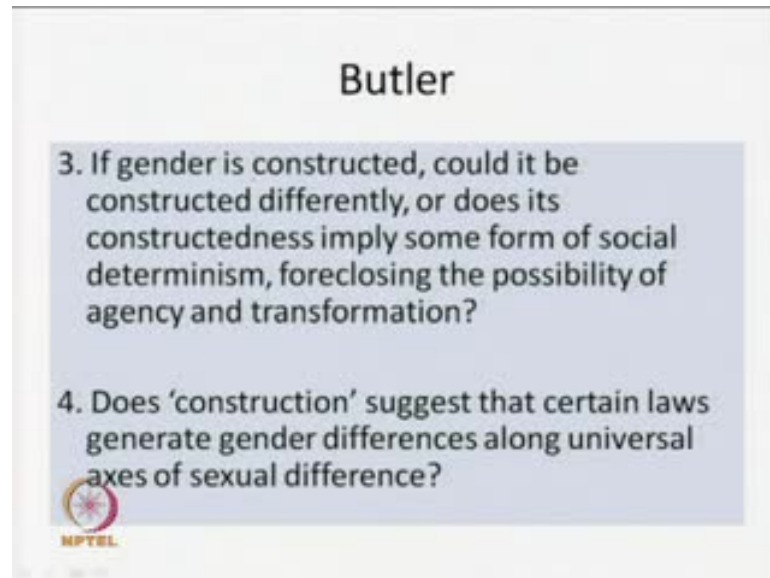 Butler
3. If gender is constructed, could it be
constructed differently, or does its
constructedness imply some form of social
determinism, foreclosing the possibility of
agency and transformation?
4. Does ‘construction’ suggest that certain laws
generate gender differences along universal
axes of sexual difference?
NPTEL